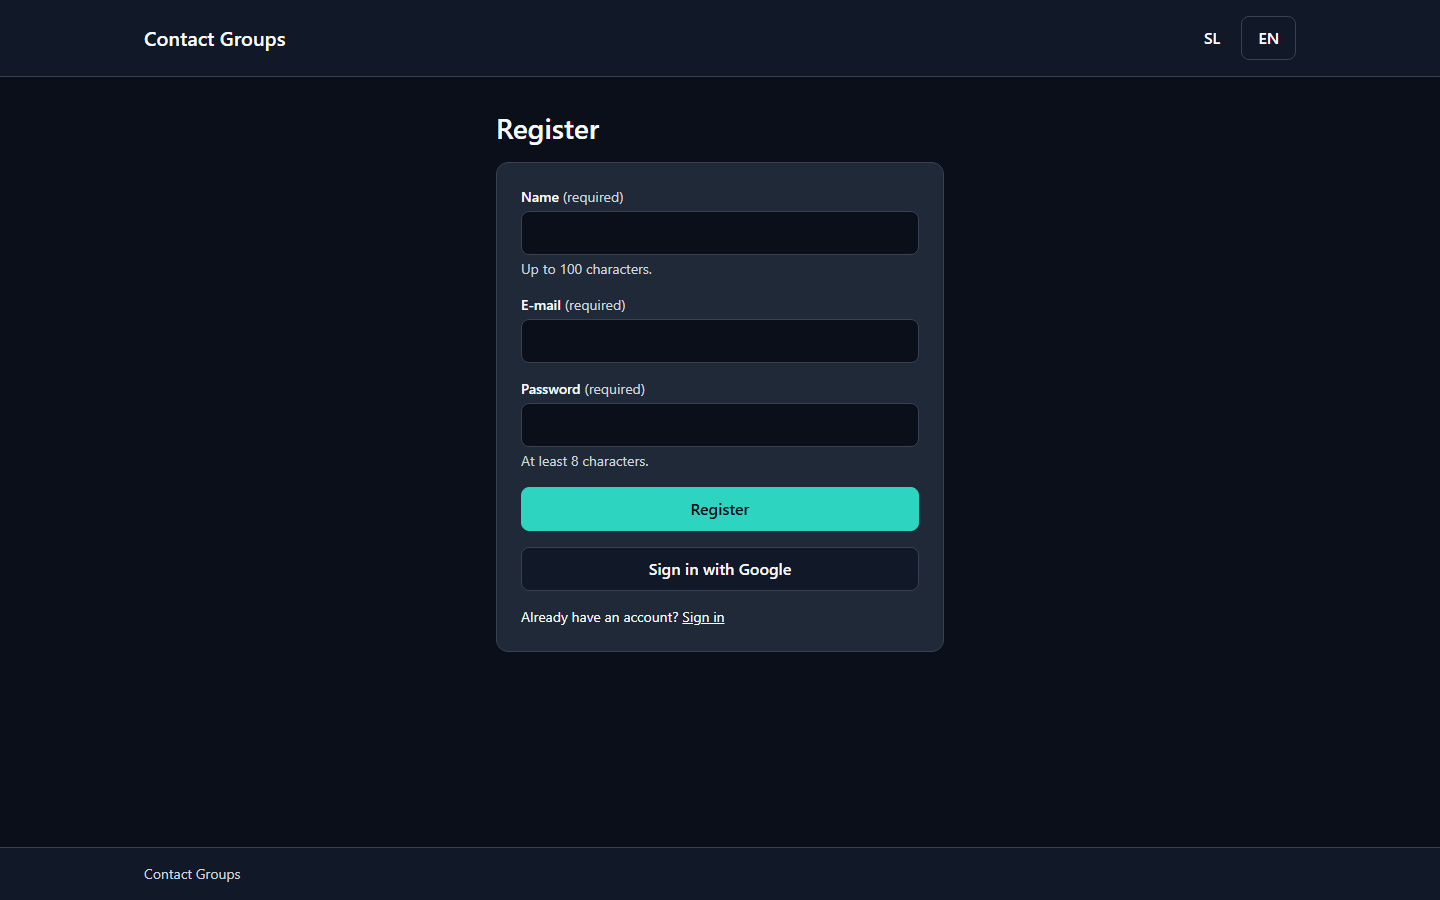 Contact Groups
SL
EN
Register
Name (required)
Up to 100 characters.
E-mail (required)
Password (required)
At least 8 characters.
Register
Sign in with Google
Already have an account? Sign in
Contact Groups